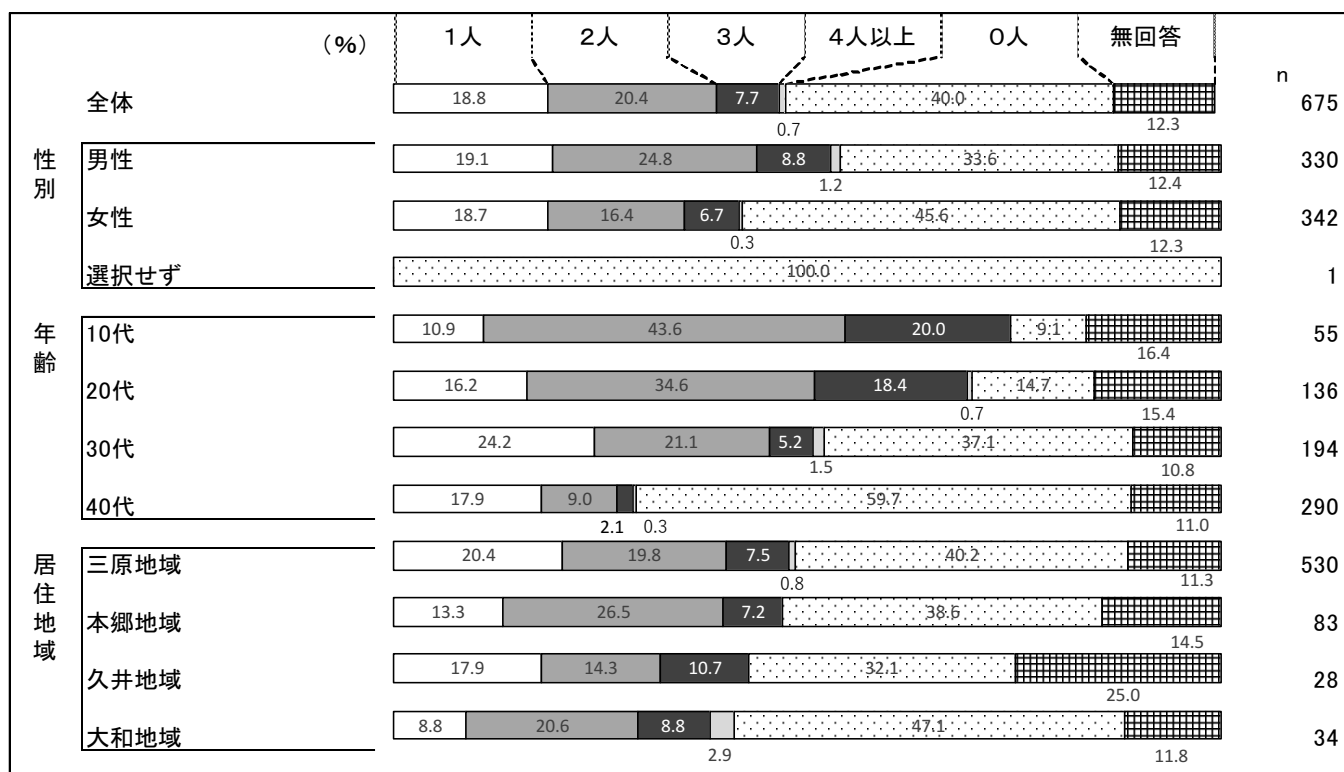 (%) 1人 2人 3人 4人以上 0人 無回答
n
全体 18.8 20.4 7.7 0.7 40.0 12.3 675
性別
男性 19.1 24.8 8.8 1.2 33.6 12.4 330
女性 18.7 16.4 6.7 0.3 45.6 12.3 342
選択せず 100.0 1
年齢
10代 10.9 43.6 20.0 9.1 16.4 55
20代 16.2 34.6 18.4 0.7 14.7 15.4 136
30代 24.2 21.1 5.2 1.5 37.1 10.8 194
40代 17.9 9.0 2.1 0.3 59.7 11.0 290
居住地域
三原地域 20.4 19.8 7.5 0.8 40.2 11.3 530
本郷地域 13.3 26.5 7.2 38.6 14.5 83
久井地域 17.9 14.3 10.7 32.1 25.0 28
大和地域 8.8 20.6 8.8 2.9 47.1 11.8 34